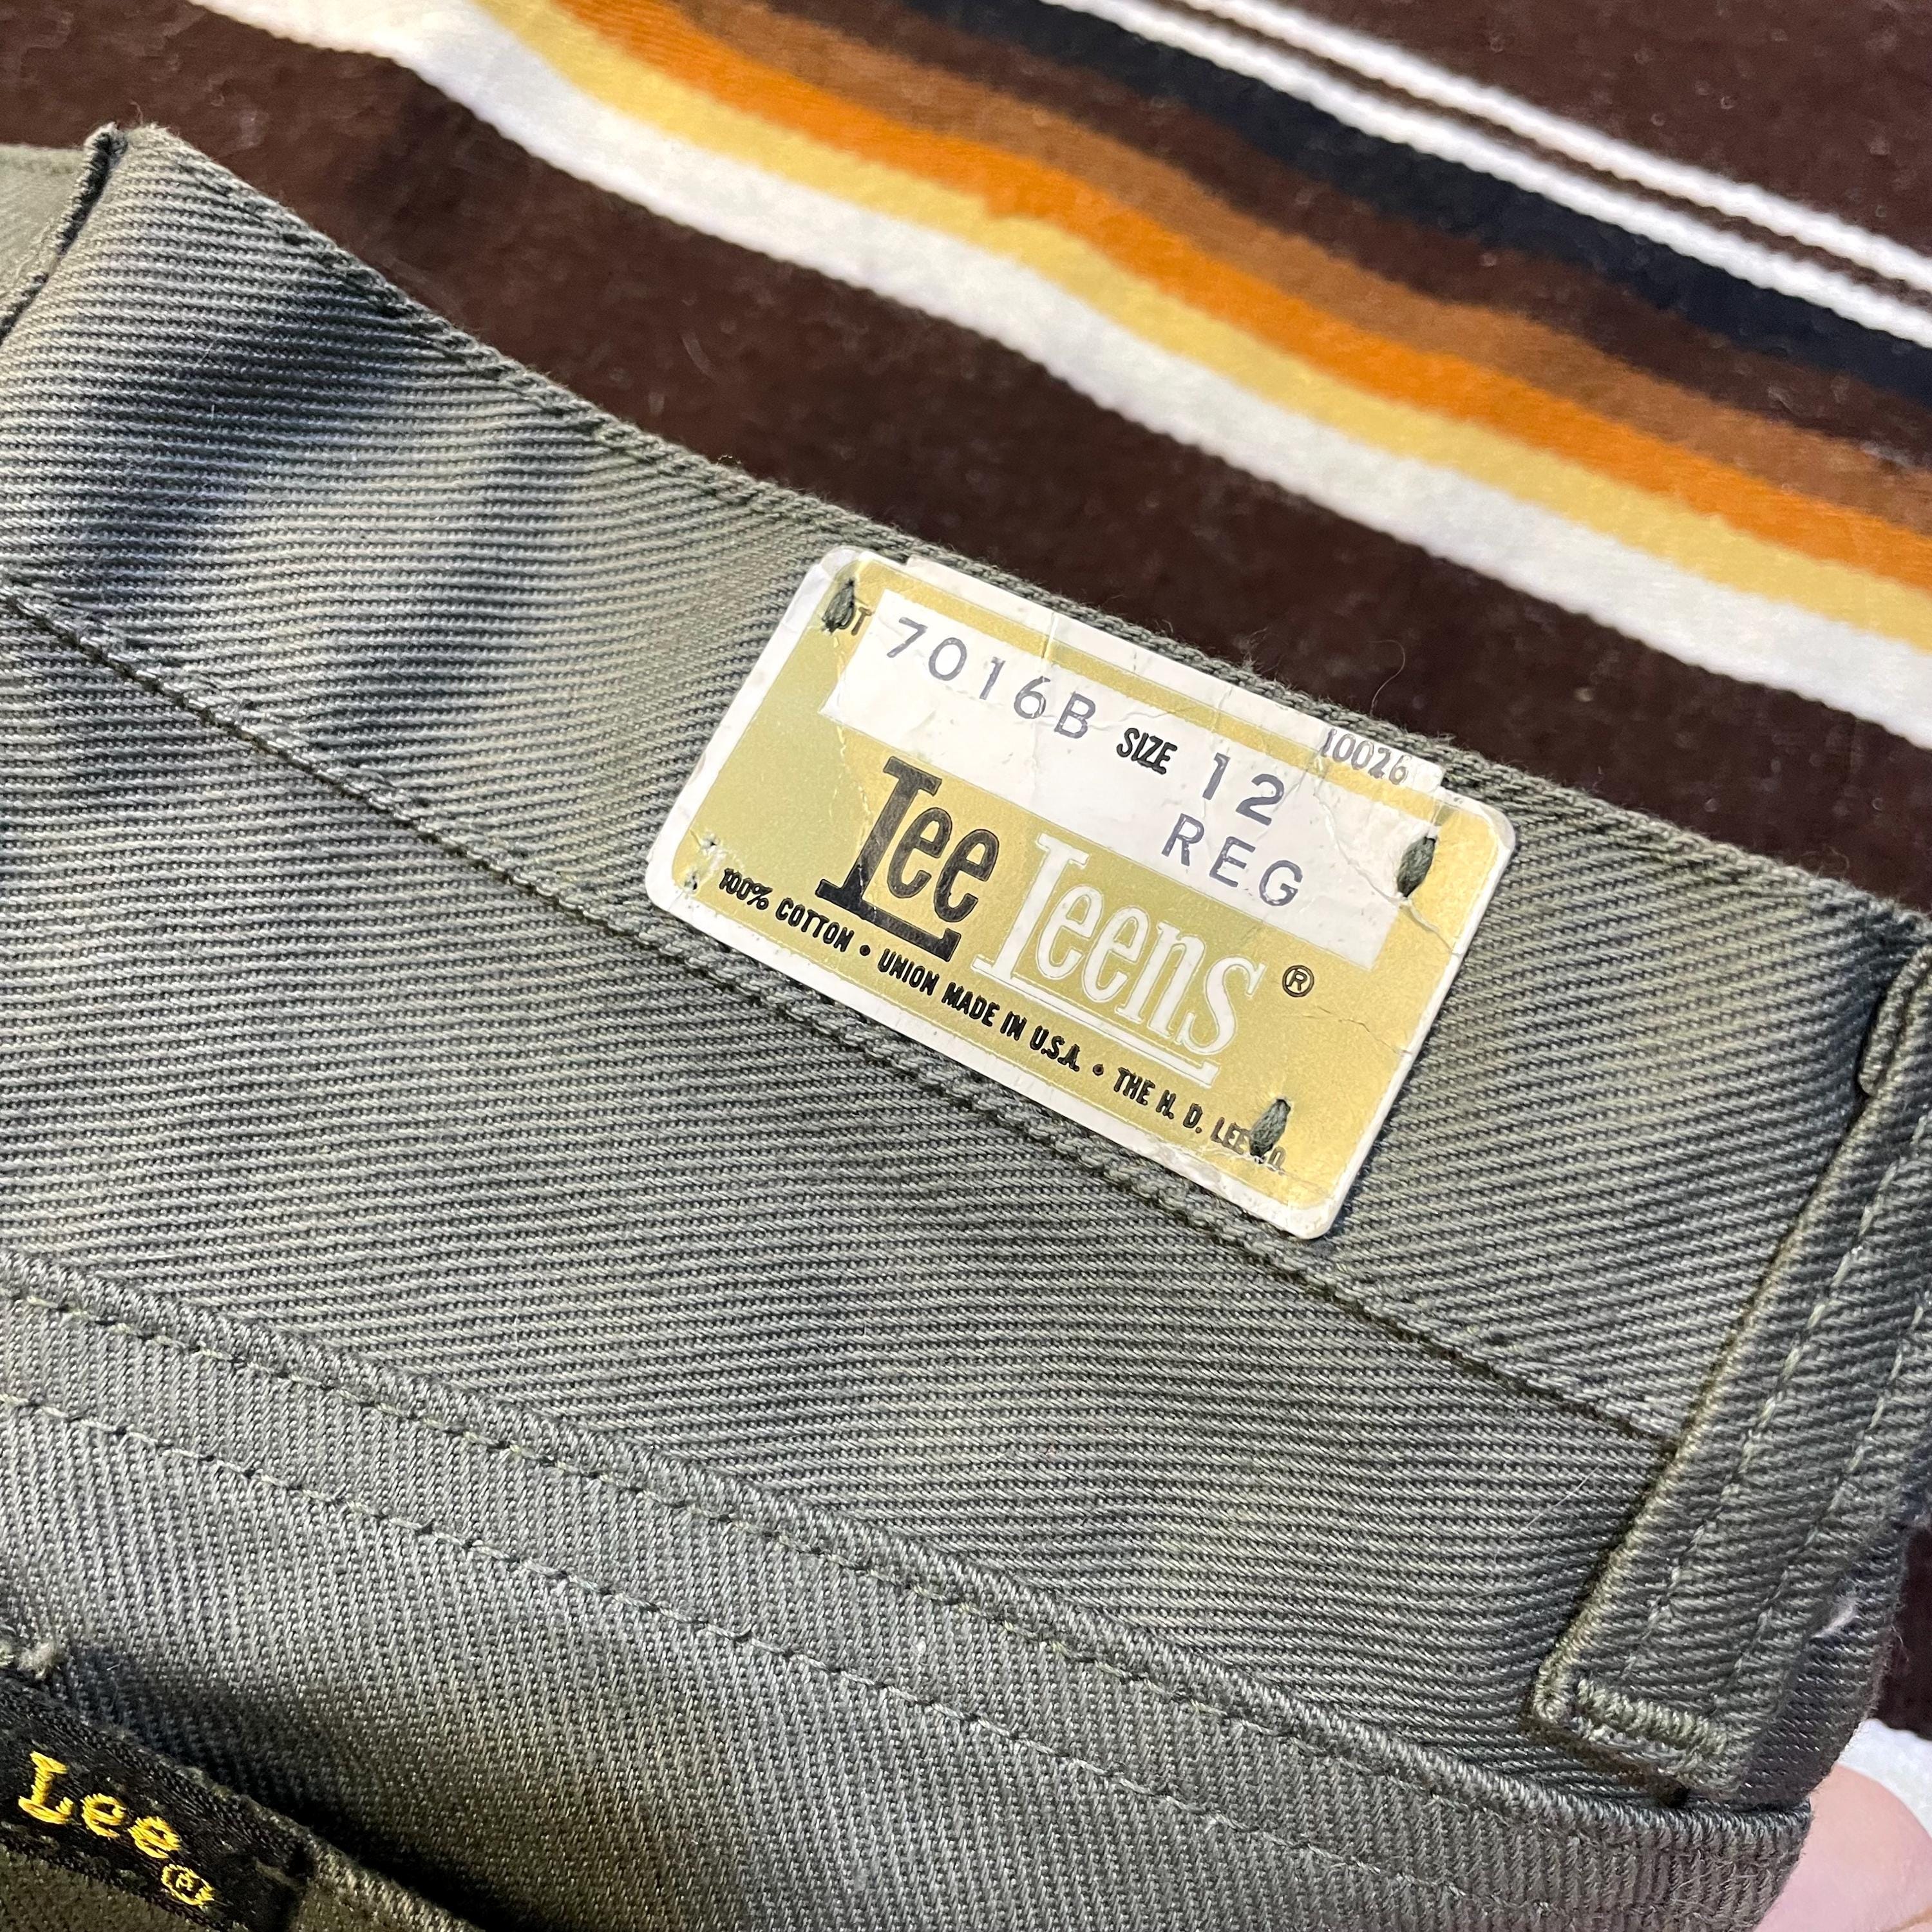 7016B SIZE 12
10026
REG
Lee Leens®
100% COTTON • UNION MADE IN U.S.A. • THE H. D. LEE
Lee®